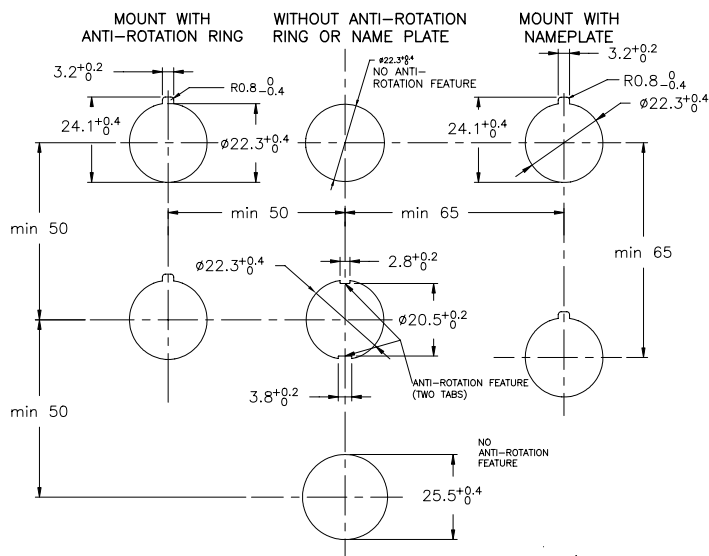 MOUNT WITH
ANTI-ROTATION RING
WITHOUT ANTI-ROTATION
RING OR NAME PLATE
MOUNT WITH
NAMEPLATE
3.2+0.2 0
R0.8 0 -0.4
24.1+0.4 0
ø22.3+0.4 0
ø22.3+0.4 0
NO ANTI-
ROTATION FEATURE
3.2+0.2 0
R0.8 0 -0.4
ø22.3+0.4 0
24.1+0.4 0
min 50
min 50
min 65
min 65
ø22.3+0.4 0
2.8+0.2 0
ø20.5+0.2 0
ANTI-ROTATION FEATURE
(TWO TABS)
3.8+0.2 0
min 50
NO
ANTI-ROTATION
FEATURE
25.5+0.4 0